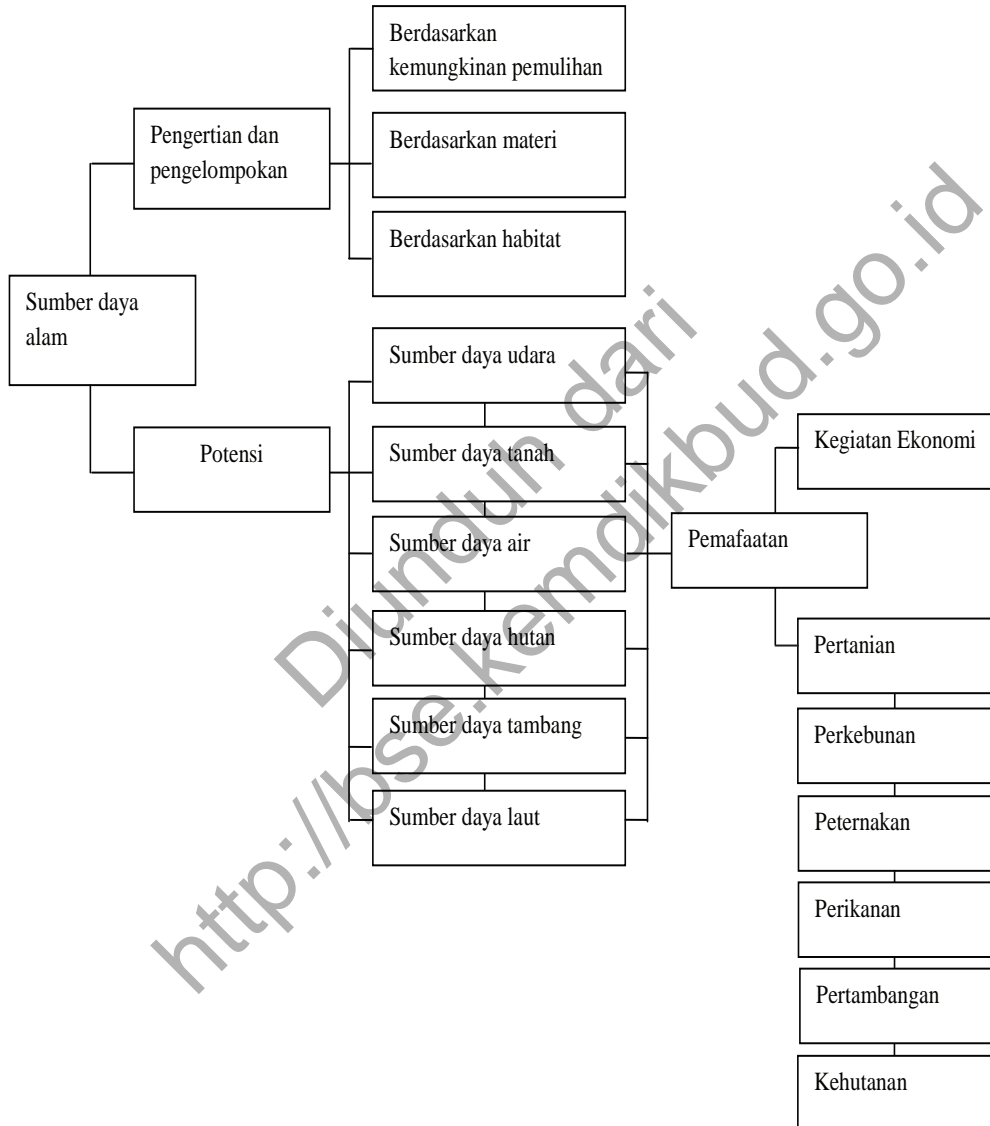 Berdasarkan
kemungkinan pemulihan
Pengertian dan
pengelompokan
Berdasarkan materi
Berdasarkan habitat
Sumber daya
alam
Sumber daya udara
Potensi
Sumber daya tanah
Kegiatan Ekonomi
Sumber daya air
Pemafaatan
Sumber daya hutan
Pertanian
Sumber daya tambang
Perkebunan
Sumber daya laut
Peternakan
Perikanan
Pertambangan
Kehutanan
Diunduh dari
http://bse.kemdikbud.go.id